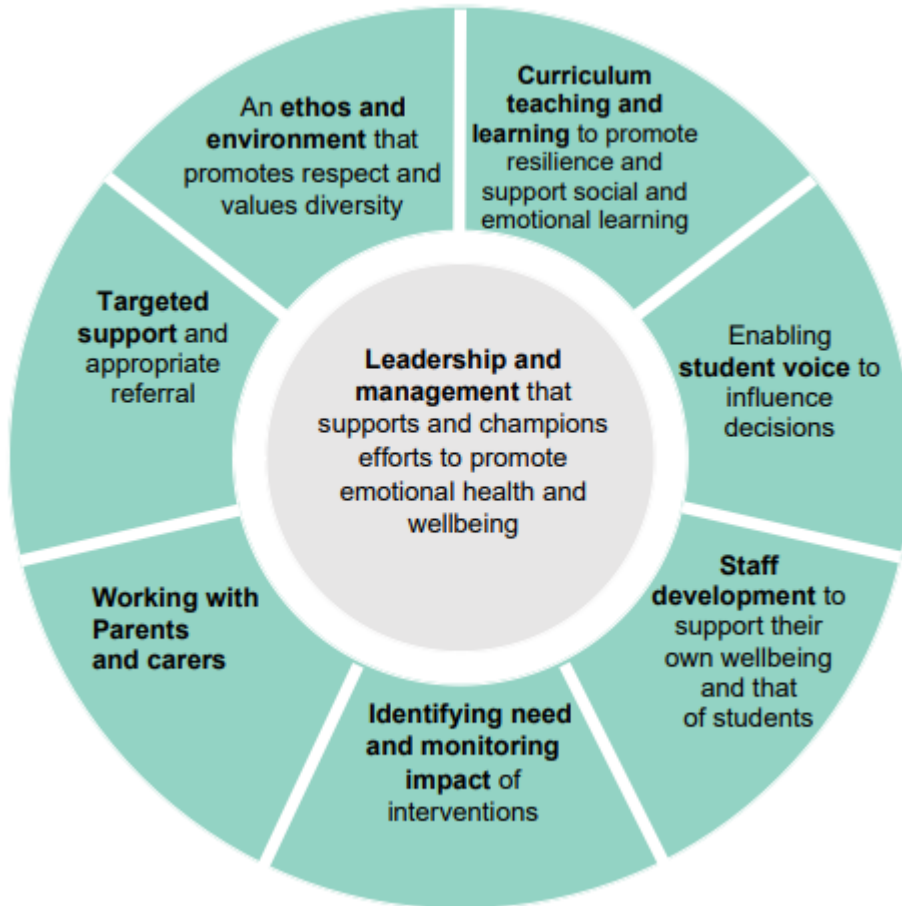 An ethos and
environment that
promotes respect and
values diversity
Curriculum
teaching and
learning to promote
resilience and
support social and
emotional learning
Enabling
student voice to
influence
decisions
Staff
development to
support their
own wellbeing
and that
of students
Identifying need
and monitoring
impact of
interventions
Working with
Parents
and carers
Targeted
support and
appropriate
referral
Leadership and
management that
supports and champions
efforts to promote
emotional health and
wellbeing